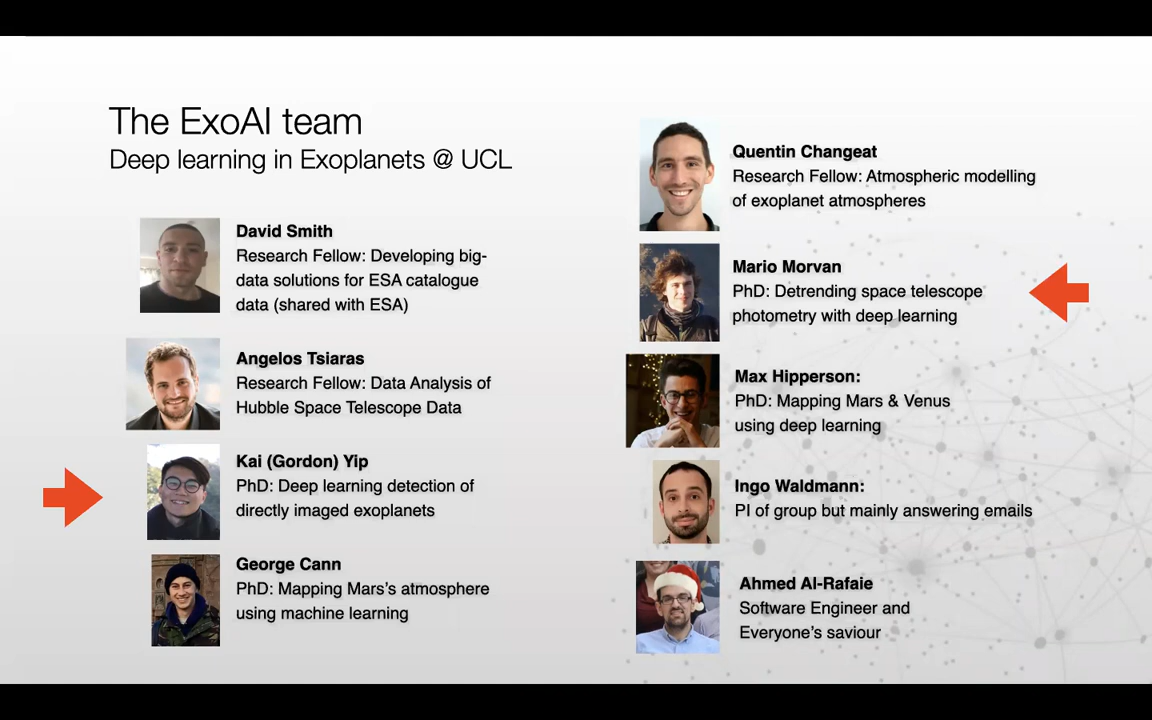 The ExoAI team
Deep learning in Exoplanets @ UCL
David Smith
Research Fellow: Developing big-
data solutions for ESA catalogue
data (shared with ESA)
Angelos Tsiaras
Research Fellow: Data Analysis of
Hubble Space Telescope Data
Kai (Gordon) Yip
PhD: Deep learning detection of
directly imaged exoplanets
George Cann
PhD: Mapping Mars's atmosphere
using machine learning
Quentin Changeat
Research Fellow: Atmospheric modelling
of exoplanet atmospheres
Mario Morvan
PhD: Detrending space telescope
photometry with deep learning
Max Hipperson:
PhD: Mapping Mars & Venus
using deep learning
Ingo Waldmann:
PI of group but mainly answering emails
Ahmed Al-Rafaie
Software Engineer and
Everyone's saviour